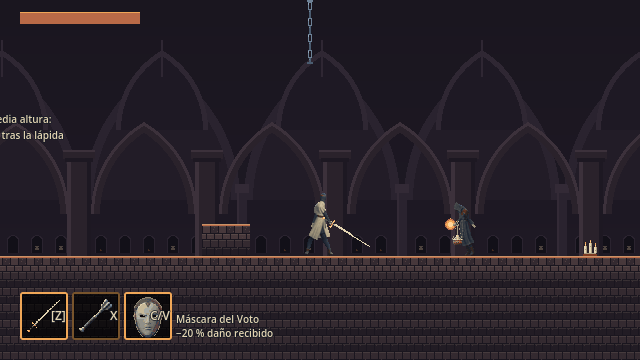 edia altura:
tras la lápida
[Z]
X
C/V
Máscara del Voto
−20 % daño recibido